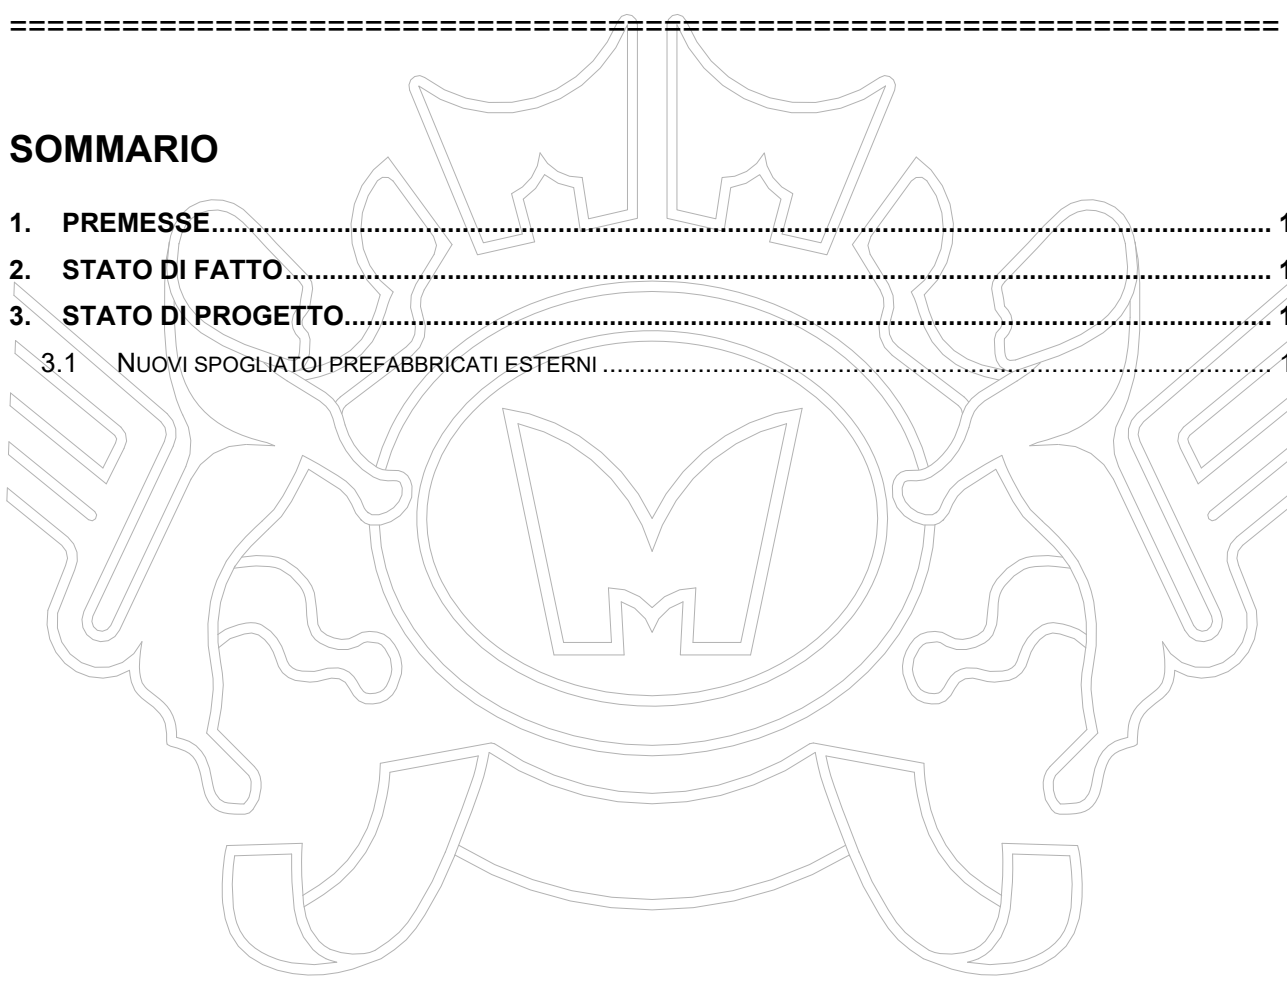 ==========================================================================
SOMMARIO
1. PREMESSE.................................................................................................................................. 1
2. STATO DI FATTO........................................................................................................................ 1
3. STATO DI PROGETTO................................................................................................................ 1
3.1 NUOVI SPOGLIATOI PREFABBRICATI ESTERNI ............................................................................................ 1
M